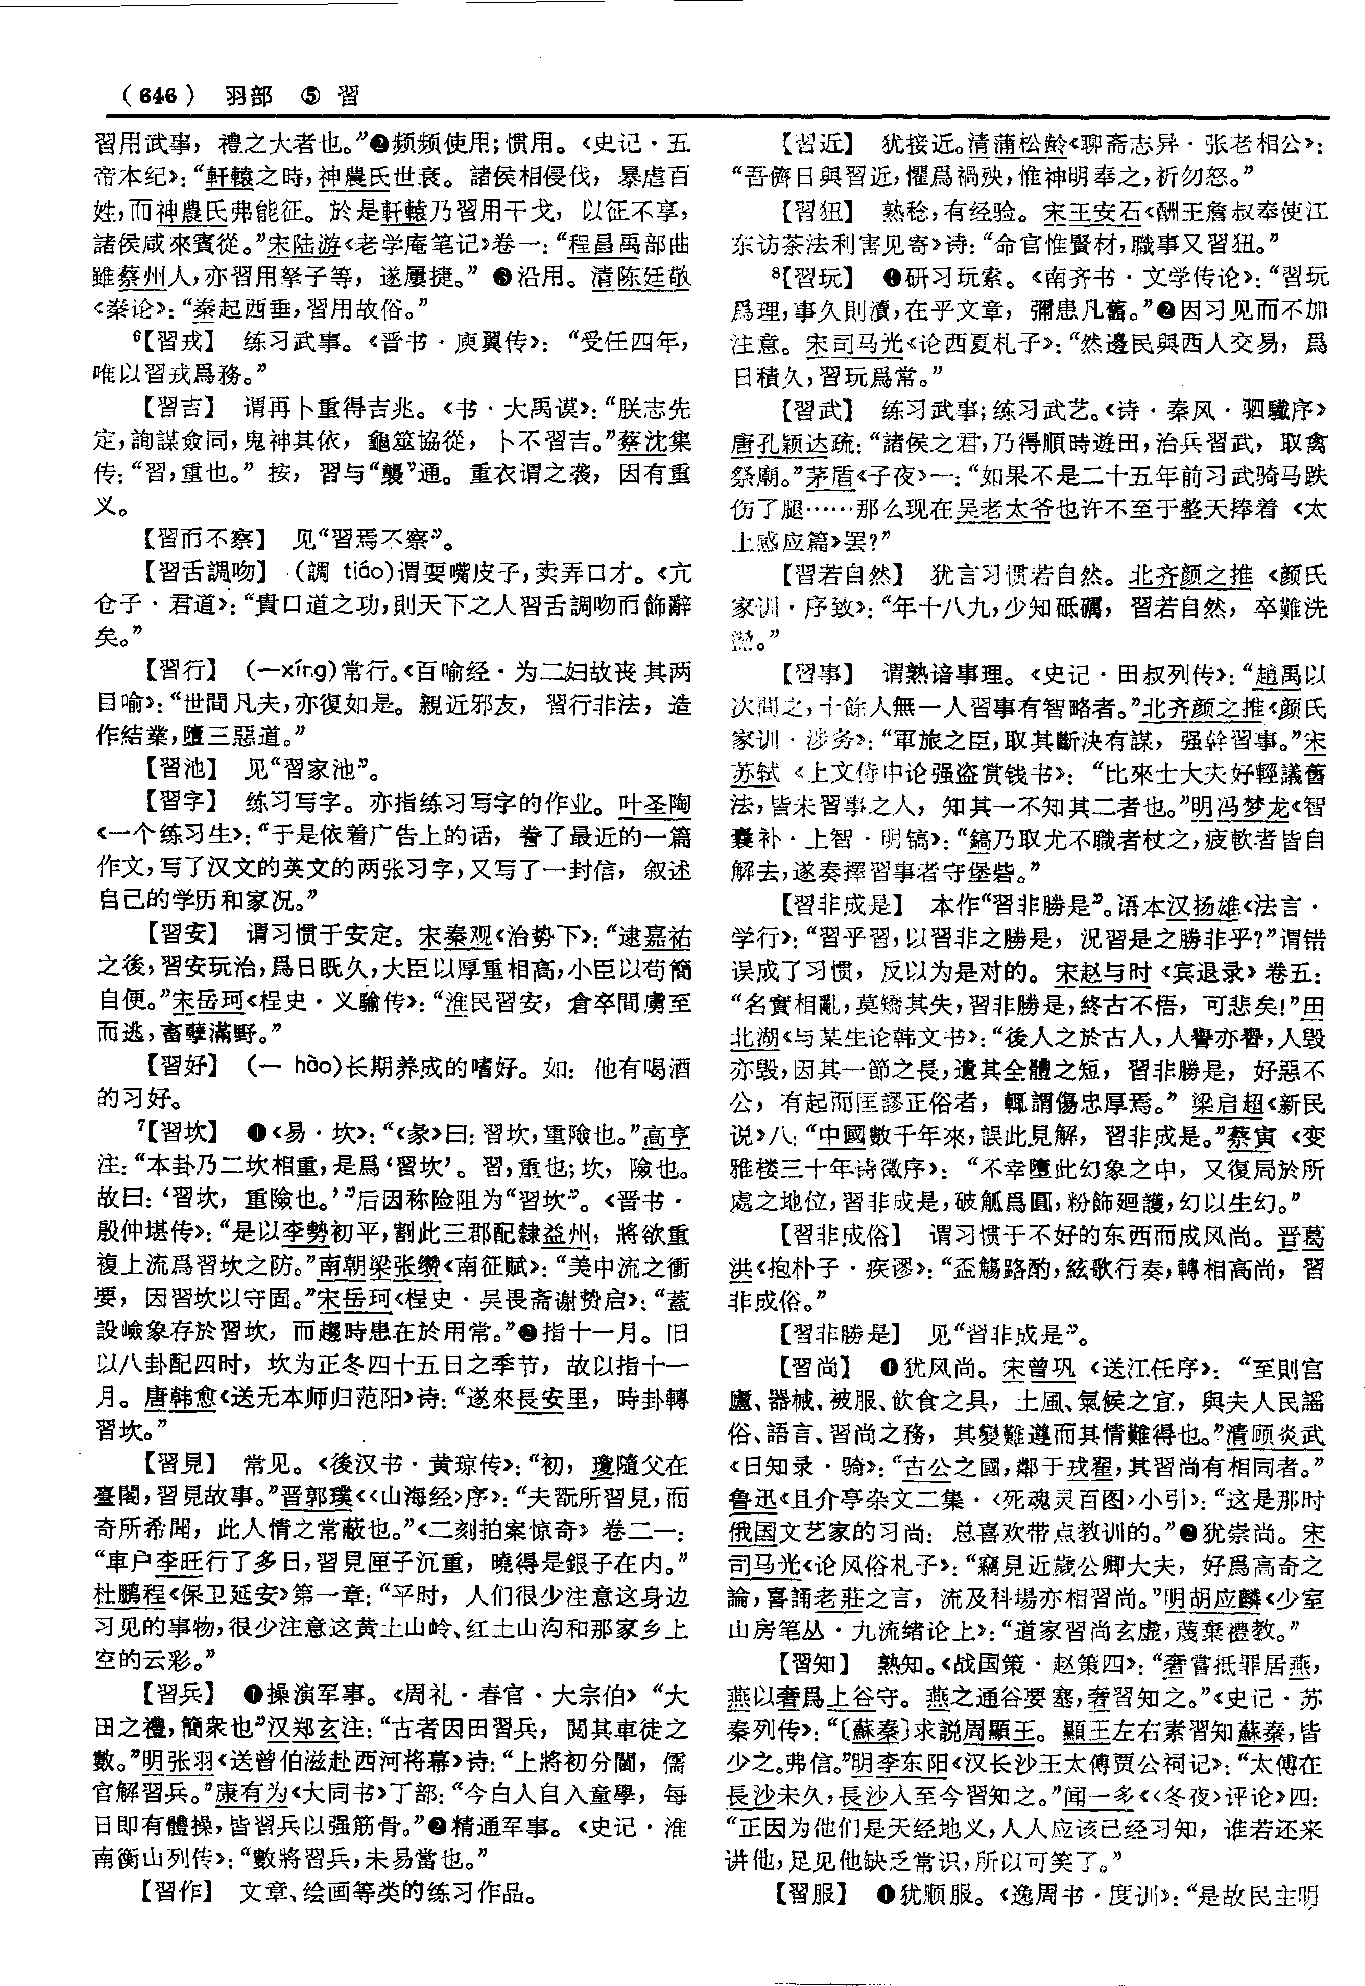 （646） 羽部 ⑤ 習
習用武事，禮之大者也。”❷频频使用；惯用。《史记·五
帝本纪》：“軒轅之時，神農氏世衰。諸侯相侵伐，暴虐百
姓，而神農氏弗能征。於是軒轅乃習用干戈，以征不享，
諸侯咸來賓從。”宋陆游《老学庵笔记》卷一：“程昌禹部曲
雖蔡州人，亦習用拏子等，遂屢捷。”❸沿用。清陈廷敬
《秦论》：“秦起西垂，習用故俗。”
6【習戎】 练习武事。《晋书·庾翼传》：“受任四年，
唯以習戎爲務。”
【習吉】 谓再卜重得吉兆。《书·大禹谟》：“朕志先
定，詢謀僉同，鬼神其依，龜筮協從，卜不習吉。”蔡沈集
传：“習，重也。”按，習与“襲”通。重衣谓之袭，因有重
义。
【習而不察】 见“習焉不察”。
【習舌調吻】 （調 tiáo）谓耍嘴皮子，卖弄口才。《亢
仓子·君道》：“貴口道之功，則天下之人習舌調吻而飾辭
矣。”
【習行】 （一xíng）常行。《百喻经·为二妇故丧其两
目喻》：“世間凡夫，亦復如是。親近邪友，習行非法，造
作結業，墮三惡道。”
【習池】 见“習家池”。
【習字】 练习写字。亦指练习写字的作业。叶圣陶
《一个练习生》：“于是依着广告上的话，誊了最近的一篇
作文，写了汉文的英文的两张习字，又写了一封信，叙述
自己的学历和家况。”
【習安】 谓习惯于安定。宋秦观《治势下》：“逮嘉祐
之後，習安玩治，爲日既久，大臣以厚重相高，小臣以苟簡
自便。”宋岳珂《桯史·义騟传》：“淮民習安，倉卒間虜至
而逃，畜孽滿野。”
【習好】 （一 hào）长期养成的嗜好。如：他有喝酒
的习好。
7【習坎】 ❶《易·坎》：“《彖》曰：習坎，重險也。”高亨
注：“本卦乃二坎相重，是爲‘習坎’。習，重也；坎，險也。
故曰：‘習坎，重險也。’”后因称险阻为“習坎”。《晋书·
殷仲堪传》：“是以李勢初平，割此三郡配隸益州，將欲重
複上流爲習坎之防。”南朝梁张缵《南征赋》：“美中流之衝
要，因習坎以守固。”宋岳珂《桯史·吴畏斋谢贽启》：“蓋
設嶮象存於習坎，而趨時患在於用常。”❷指十一月。旧
以八卦配四时，坎为正冬四十五日之季节，故以指十一
月。唐韩愈《送无本师归范阳》诗：“遂來長安里，時卦轉
習坎。”
【習見】 常见。《後汉书·黄琼传》：“初，瓊隨父在
臺閣，習見故事。”晋郭璞《〈山海经〉序》：“夫翫所習見，而
奇所希聞，此人情之常蔽也。”《二刻拍案惊奇》卷二一：
“車户李旺行了多日，習見匣子沉重，曉得是銀子在内。”
杜鹏程《保卫延安》第一章：“平时，人们很少注意这身边
习见的事物，很少注意这黄土山岭、红土山沟和那家乡上
空的云彩。”
【習兵】 ❶操演军事。《周礼·春官·大宗伯》“大
田之禮，簡衆也”汉郑玄注：“古者因田習兵，閲其車徒之
數。”明张羽《送曾伯滋赴西河将幕》诗：“上將初分閫，儒
官解習兵。”康有为《大同书》丁部：“今白人自入童學，每
日即有體操，皆習兵以强筋骨。”❷精通军事。《史记·淮
南衡山列传》：“數將習兵，未易當也。”
【習作】 文章、绘画等类的练习作品。
【習近】 犹接近。清蒲松龄《聊斋志异·张老相公》：
“吾儕日與習近，懼爲禍殃，惟神明奉之，祈勿怒。”
【習狃】 熟稔，有经验。宋王安石《酬王詹叔奉使江
东访茶法利害见寄》诗：“命官惟賢材，職事又習狃。”
8【習玩】 ❶研习玩索。《南齐书·文学传论》：“習玩
爲理，事久則瀆，在乎文章，彌患凡舊。”❷因习见而不加
注意。宋司马光《论西夏札子》：“然邊民與西人交易，爲
日積久，習玩爲常。”
【習武】 练习武事；练习武艺。《诗·秦风·驷驖序》
唐孔颖达疏：“諸侯之君，乃得順時遊田，治兵習武，取禽
祭廟。”茅盾《子夜》一：“如果不是二十五年前习武骑马跌
伤了腿……那么现在吴老太爷也许不至于整天捧着《太
上感应篇》罢？”
【習若自然】 犹言习惯若自然。北齐颜之推《颜氏
家训·序致》：“年十八九，少知砥礪，習若自然，卒難洗
盪。”
【習事】 谓熟谙事理。《史记·田叔列传》：“趙禹以
次問之，十餘人無一人習事有智略者。”北齐颜之推《颜氏
家训·涉务》：“軍旅之臣，取其斷决有謀，强幹習事。”宋
苏轼《上文侍中论强盗赏钱书》：“比來士大夫好輕議舊
法，皆未習事之人，知其一不知其二者也。”明冯梦龙《智
囊补·上智·明镐》：“鎬乃取尤不職者杖之，疲軟者皆自
解去，遂奏擇習事者守堡砦。”
【習非成是】 本作“習非勝是”。语本汉扬雄《法言·
学行》：“習乎習，以習非之勝是，况習是之勝非乎？”谓错
误成了习惯，反以为是对的。宋赵与时《宾退录》卷五：
“名實相亂，莫矯其失，習非勝是，終古不悟，可悲矣！”田
北湖《与某生论韩文书》：“後人之於古人，人譽亦譽，人毁
亦毁，因其一節之長，遺其全體之短，習非勝是，好惡不
公，有起而匡謬正俗者，輒謂傷忠厚焉。”梁启超《新民
说》八：“中國數千年來，誤此見解，習非成是。”蔡寅《变
雅楼三十年诗徵序》：“不幸墮此幻象之中，又復局於所
處之地位，習非成是，破觚爲圓，粉飾廻護，幻以生幻。”
【習非成俗】 谓习惯于不好的东西而成风尚。晋葛
洪《抱朴子·疾谬》：“盃觴路酌，絃歌行奏，轉相高尚，習
非成俗。”
【習非勝是】 见“習非成是”。
【習尚】 ❶犹风尚。宋曾巩《送江任序》：“至則宫
廬、器械、被服、飲食之具，土風、氣候之宜，與夫人民謡
俗、語言、習尚之務，其變難遵而其情難得也。”清顾炎武
《日知录·骑》：“古公之國，鄰于戎翟，其習尚有相同者。”
鲁迅《且介亭杂文二集·〈死魂灵百图〉小引》：“这是那时
俄国文艺家的习尚：总喜欢带点教训的。”❷犹崇尚。宋
司马光《论风俗札子》：“竊見近歲公卿大夫，好爲高奇之
論，喜誦老莊之言，流及科場亦相習尚。”明胡应麟《少室
山房笔丛·九流绪论上》：“道家習尚玄虚，蔑棄禮教。”
【習知】 熟知。《战国策·赵策四》：“奢嘗抵罪居燕，
燕以奢爲上谷守。燕之通谷要塞，奢習知之。”《史记·苏
秦列传》：“〔蘇秦〕求説周顯王。顯王左右素習知蘇秦，皆
少之。弗信。”明李东阳《汉长沙王太傅贾公祠记》：“太傅在
長沙未久，長沙人至今習知之。”闻一多《〈冬夜〉评论》四：
“正因为他们是天经地义，人人应该已经习知，谁若还来
讲他，足见他缺乏常识，所以可笑了。”
【習服】 ❶犹顺服。《逸周书·度训》：“是故民主明